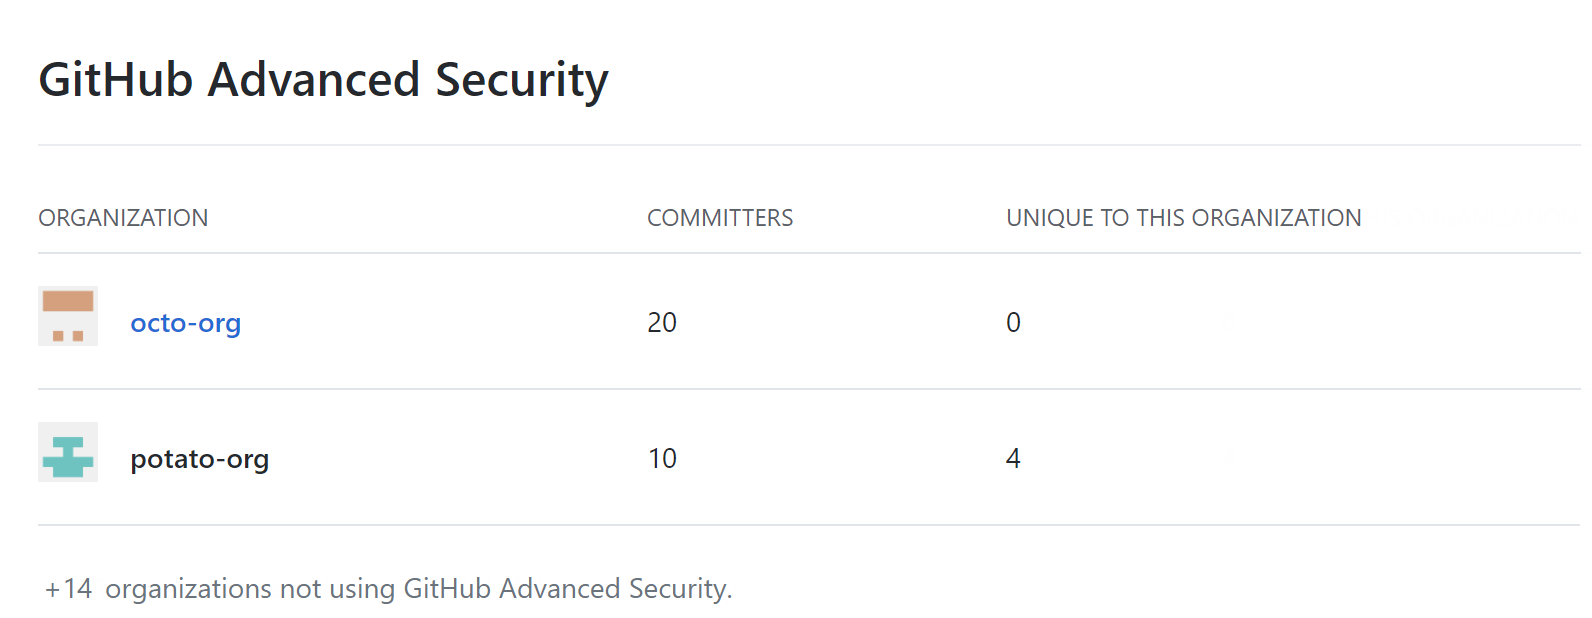 GitHub Advanced Security
ORGANIZATION COMMITTERS UNIQUE TO THIS ORGANIZATION
octo-org 20 0
potato-org 10 4
+14 organizations not using GitHub Advanced Security.